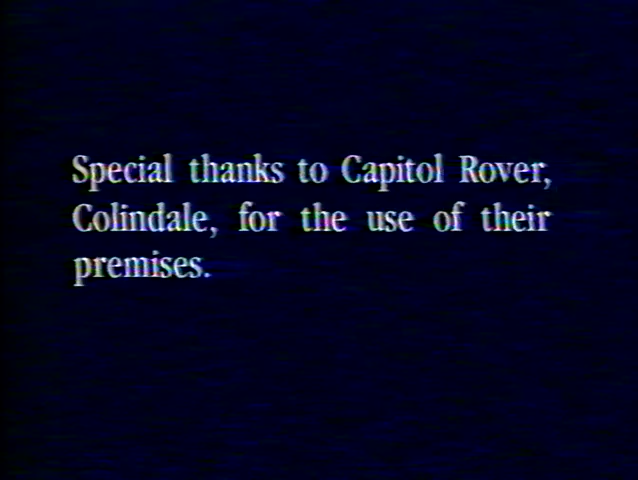 Special thanks to Capitol Rover,
Colindale, for the use of their
premises.